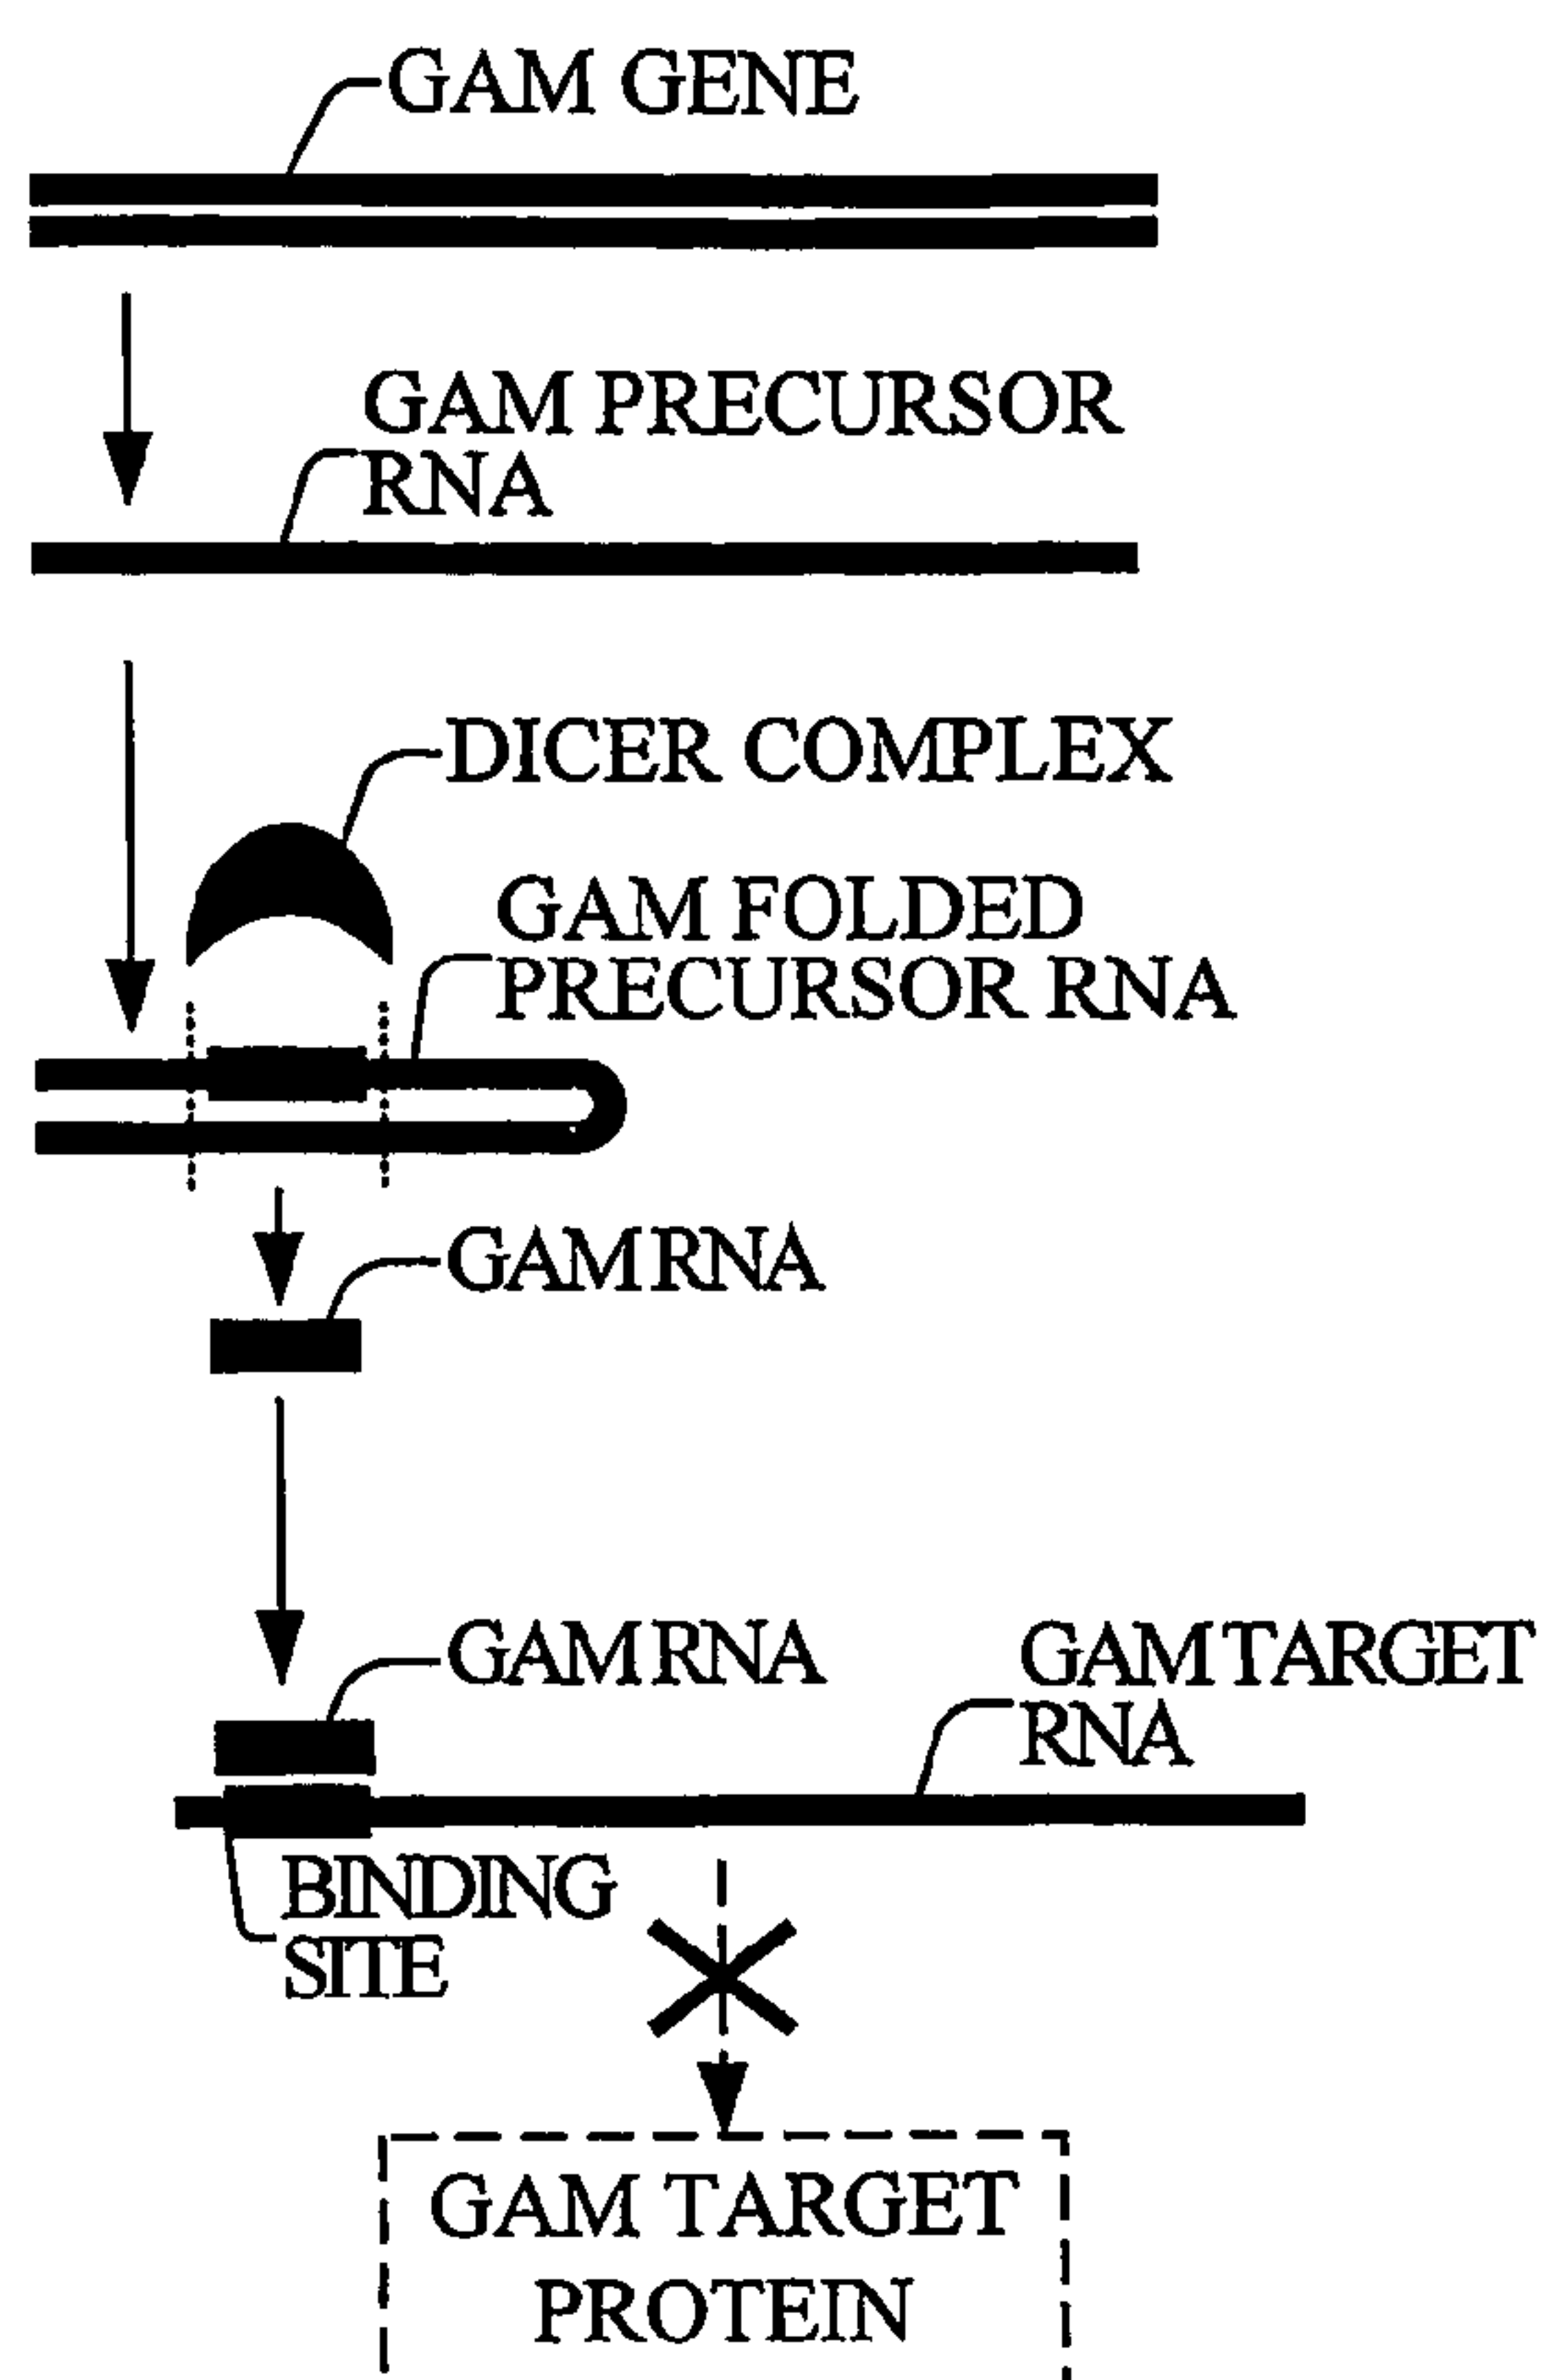 GAM GENE
GAM PRECURSOR
RNA
DICER COMPLEX
GAM FOLDED
PRECURSOR RNA
GAM RNA
GAM RNA
GAM TARGET
RNA
BINDING
SITE
GAM TARGET
PROTEIN